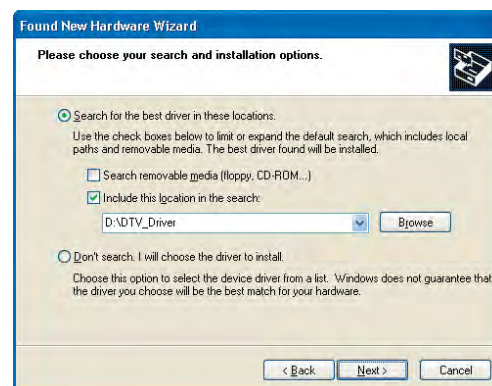 Found New Hardware Wizard
Please choose your search and installation options.
Search for the best driver in these locations.
Use the check boxes below to limit or expand the default search, which includes local
paths and removable media. The best driver found will be installed.
Search removable media (floppy, CD-ROM...)
Include this location in the search:
D:\DTV_Driver
Browse
Don't search. I will choose the driver to install.
Choose this option to select the device driver from a list. Windows does not guarantee that
the driver you choose will be the best match for your hardware.
< Back
Next >
Cancel